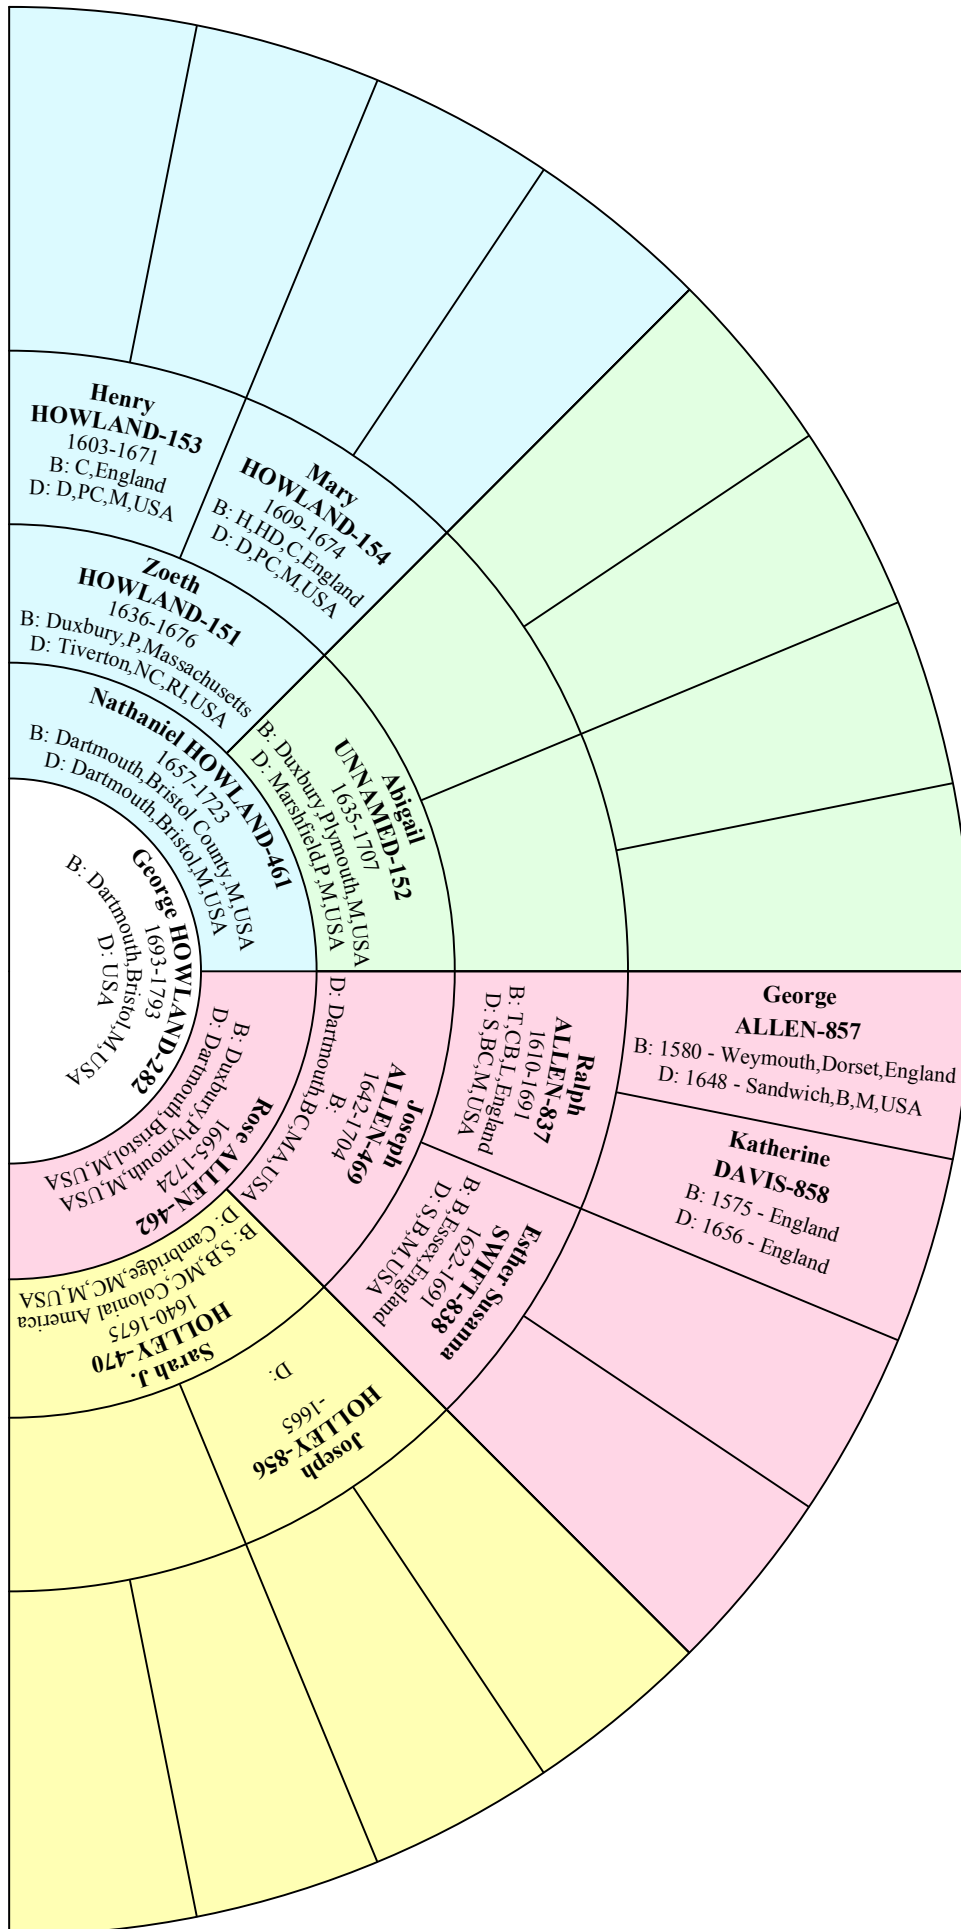 Henry
HOWLAND-153
1603-1671
B: C,England
D: D,PC,M,USA
Mary
HOWLAND-154
1609-1674
B: H,HD,C,England
D: D,PC,M,USA
Zoeth
HOWLAND-151
1636-1676
B: Duxbury,P,Massachusetts
D: Tiverton,NC,RI,USA
Nathaniel HOWLAND-461
1657-1723
B: Dartmouth,Bristol County,M,USA
D: Dartmouth,Bristol,M,USA
Abigail
UNNAMED-152
1635-1707
B: Duxbury,Plymouth,M,USA
D: Marshfield,P,M,USA
George HOWLAND-282
1693-1793
B: Dartmouth,Bristol,M,USA
D: USA
Rose ALLEN-462
1665-1724
B: Duxbury,Plymouth,M,USA
D: Dartmouth,Bristol,M,USA
Joseph
ALLEN-469
1642-1704
B:
D: Dartmouth,BC,MA,USA
Ralph
ALLEN-837
1610-1691
B: T,CB,L,England
D: S,BC,M,USA
George
ALLEN-857
B: 1580 - Weymouth,Dorset,England
D: 1648 - Sandwich,B,M,USA
Katherine
DAVIS-858
B: 1575 - England
D: 1656 - England
Esther Susanna
SWIFT-838
1622-1691
B: B,Essex,England
D: S,B,M,USA
Sarah J.
HOLLEY-470
1640-1675
B: S,B,MC,Colonial America
D: Cambridge,MC,M,USA
Joseph
HOLLEY-856
-1665
D: